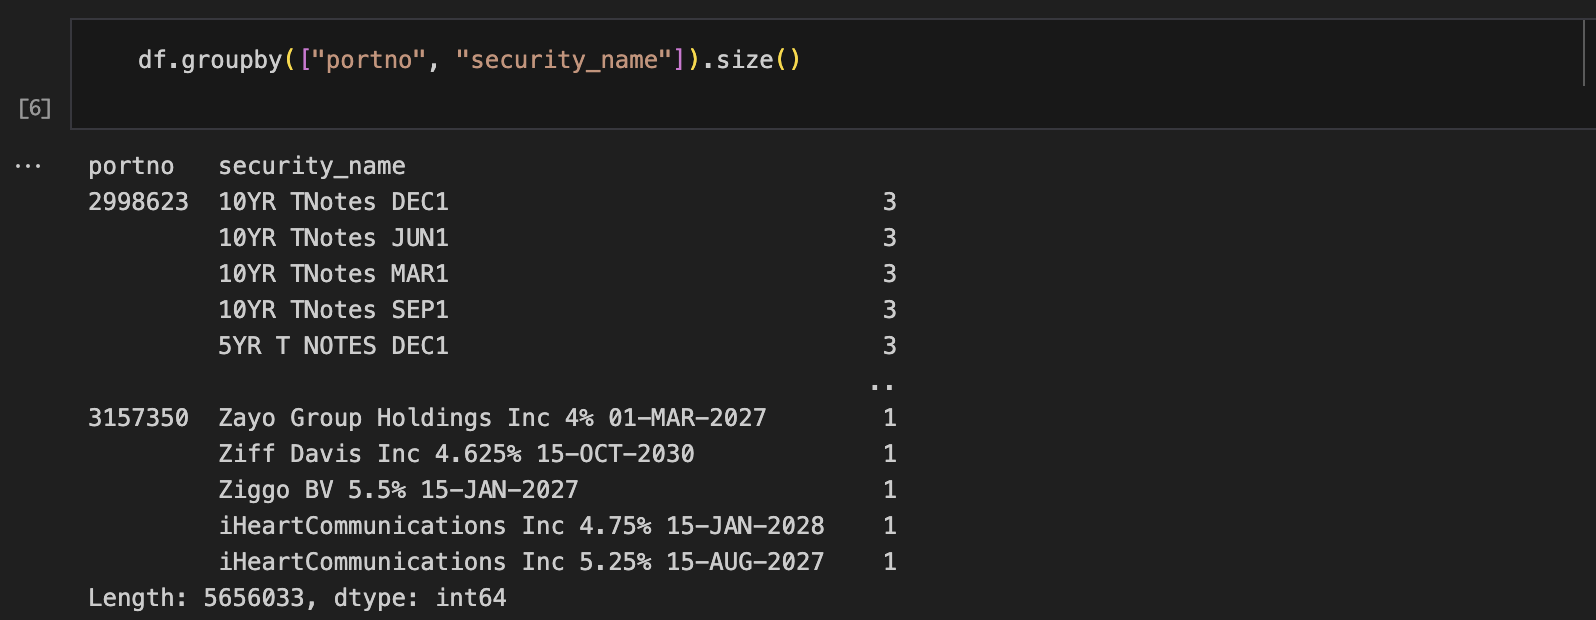 df.groupby(["portno", "security_name"]).size()
[6]
... portno security_name
2998623 10YR TNotes DEC1 3
10YR TNotes JUN1 3
10YR TNotes MAR1 3
10YR TNotes SEP1 3
5YR T NOTES DEC1 3
..
3157350 Zayo Group Holdings Inc 4% 01-MAR-2027 1
Ziff Davis Inc 4.625% 15-OCT-2030 1
Ziggo BV 5.5% 15-JAN-2027 1
iHeartCommunications Inc 4.75% 15-JAN-2028 1
iHeartCommunications Inc 5.25% 15-AUG-2027 1
Length: 5656033, dtype: int64